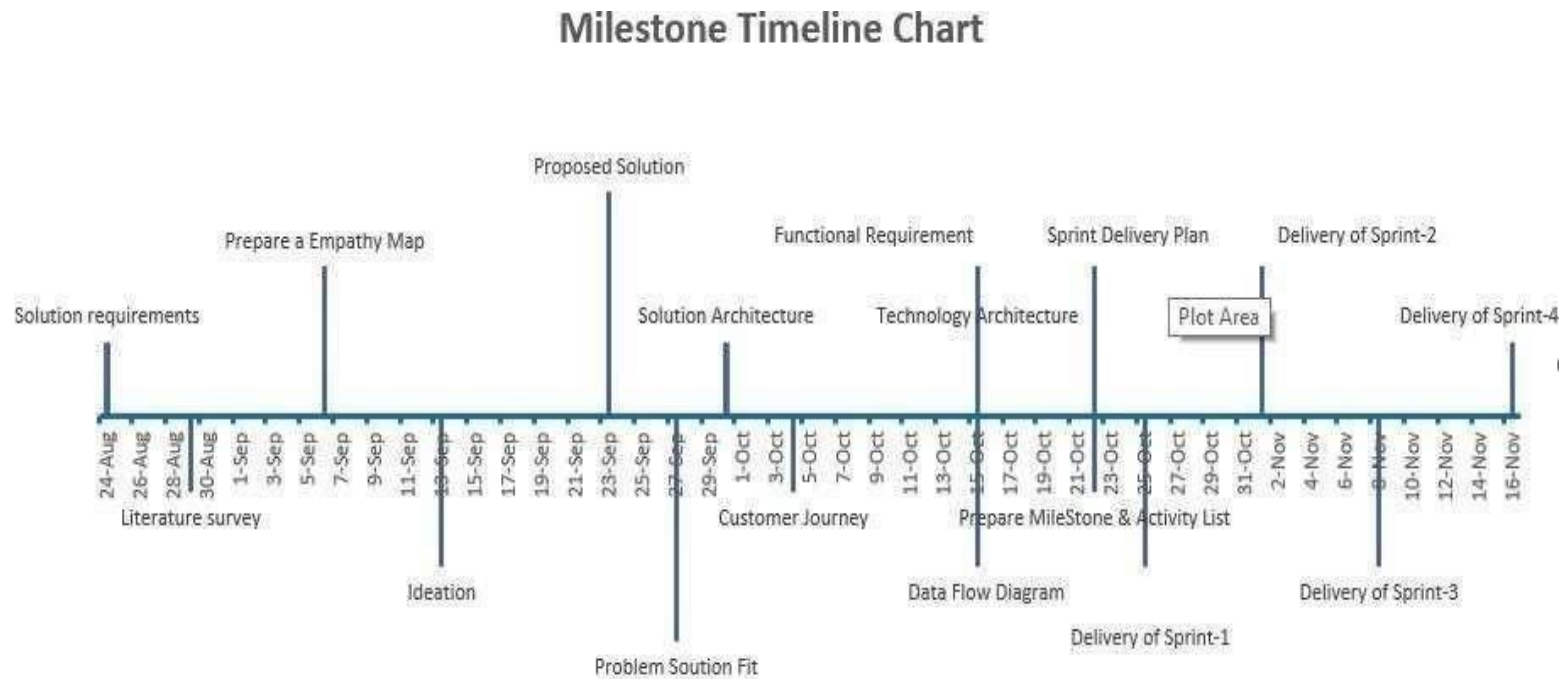 Milestone Timeline Chart
Proposed Solution
Prepare a Empathy Map
Functional Requirement
Sprint Delivery Plan
Delivery of Sprint-2
Solution requirements
Solution Architecture
Technology Architecture
Plot Area
Delivery of Sprint-4
24-Aug
26-Aug
28-Aug
30-Aug
1-Sep
3-Sep
5-Sep
7-Sep
9-Sep
11-Sep
13-Sep
15-Sep
17-Sep
19-Sep
21-Sep
23-Sep
25-Sep
27-Sep
29-Sep
1-Oct
3-Oct
5-Oct
7-Oct
9-Oct
11-Oct
13-Oct
15-Oct
17-Oct
19-Oct
21-Oct
23-Oct
25-Oct
27-Oct
29-Oct
31-Oct
2-Nov
4-Nov
6-Nov
8-Nov
10-Nov
12-Nov
14-Nov
16-Nov
Literature survey
Customer Journey
Prepare MileStone & Activity List
Ideation
Data Flow Diagram
Delivery of Sprint-3
Delivery of Sprint-1
Problem Soution Fit